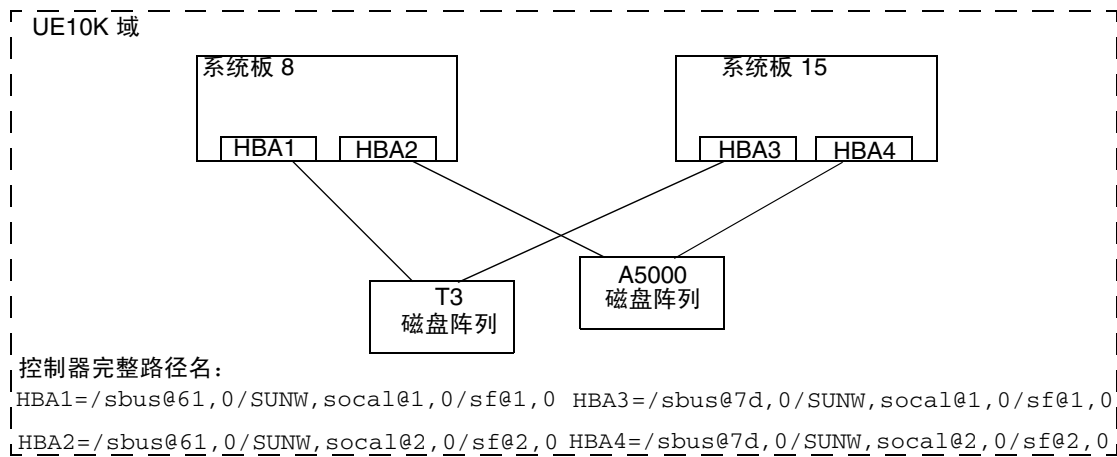 UE10K 域
系统板 8
系统板 15
HBA1
HBA2
HBA3
HBA4
T3
磁盘阵列
A5000
磁盘阵列
控制器完整路径名：
HBA1=/sbus@61,0/SUNW,socal@1,0/sf@1,0 HBA3=/sbus@7d,0/SUNW,socal@1,0/sf@1,0
HBA2=/sbus@61,0/SUNW,socal@2,0/sf@2,0 HBA4=/sbus@7d,0/SUNW,socal@2,0/sf@2,0